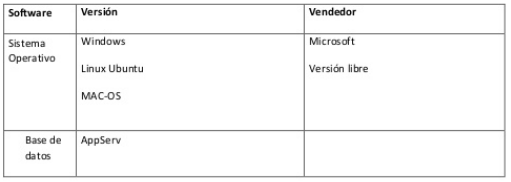 Software Versión Vendedor
Sistema Operativo Windows Microsoft
Linux Ubuntu Versión libre
MAC-OS
Base de datos AppServ